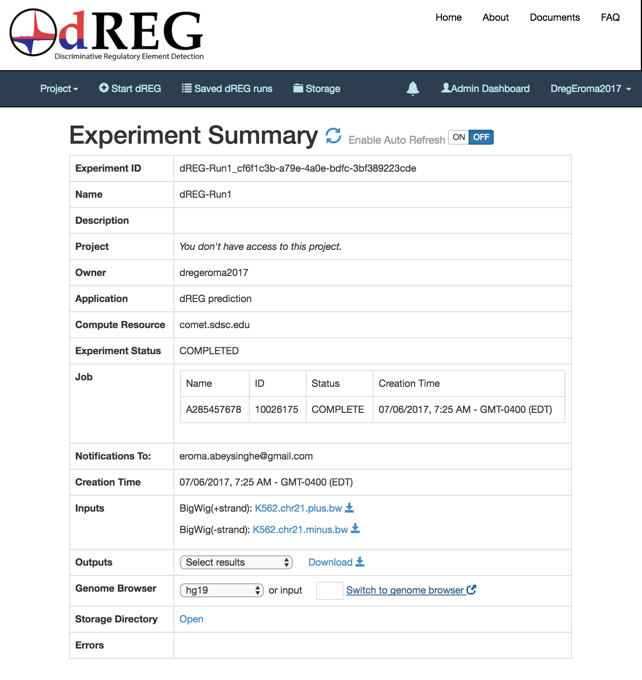 dREG
Discriminative Regulatory Element Detection
Home About Documents FAQ
Project Start dREG Saved dREG runs Storage Admin Dashboard DregEroma2017
Experiment Summary Enable Auto Refresh ON OFF
Experiment ID dREG-Run1_cf6f1c3b-a79e-4a0e-bdfc-3bf389223cde
Name dREG-Run1
Description
Project You don't have access to this project.
Owner dregeroma2017
Application dREG prediction
Compute Resource comet.sdsc.edu
Experiment Status COMPLETED
Job
Name ID Status Creation Time
A285457678 10026175 COMPLETE 07/06/2017, 7:25 AM - GMT-0400 (EDT)
Notifications To: eroma.abeysinghe@gmail.com
Creation Time 07/06/2017, 7:25 AM - GMT-0400 (EDT)
Inputs BigWig(+strand): K562.chr21.plus.bw
BigWig(-strand): K562.chr21.minus.bw
Outputs Select results Download
Genome Browser hg19 or input Switch to genome browser
Storage Directory Open
Errors